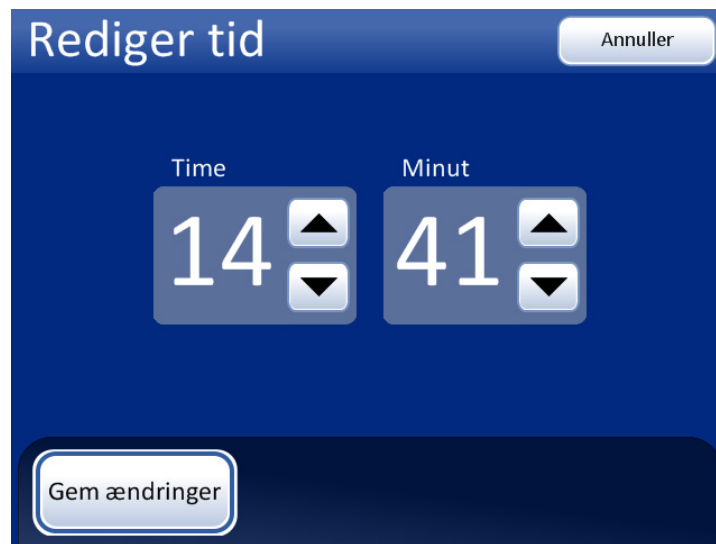 Rediger tid
Annuller
Time
Minut
14
41
Gem ændringer